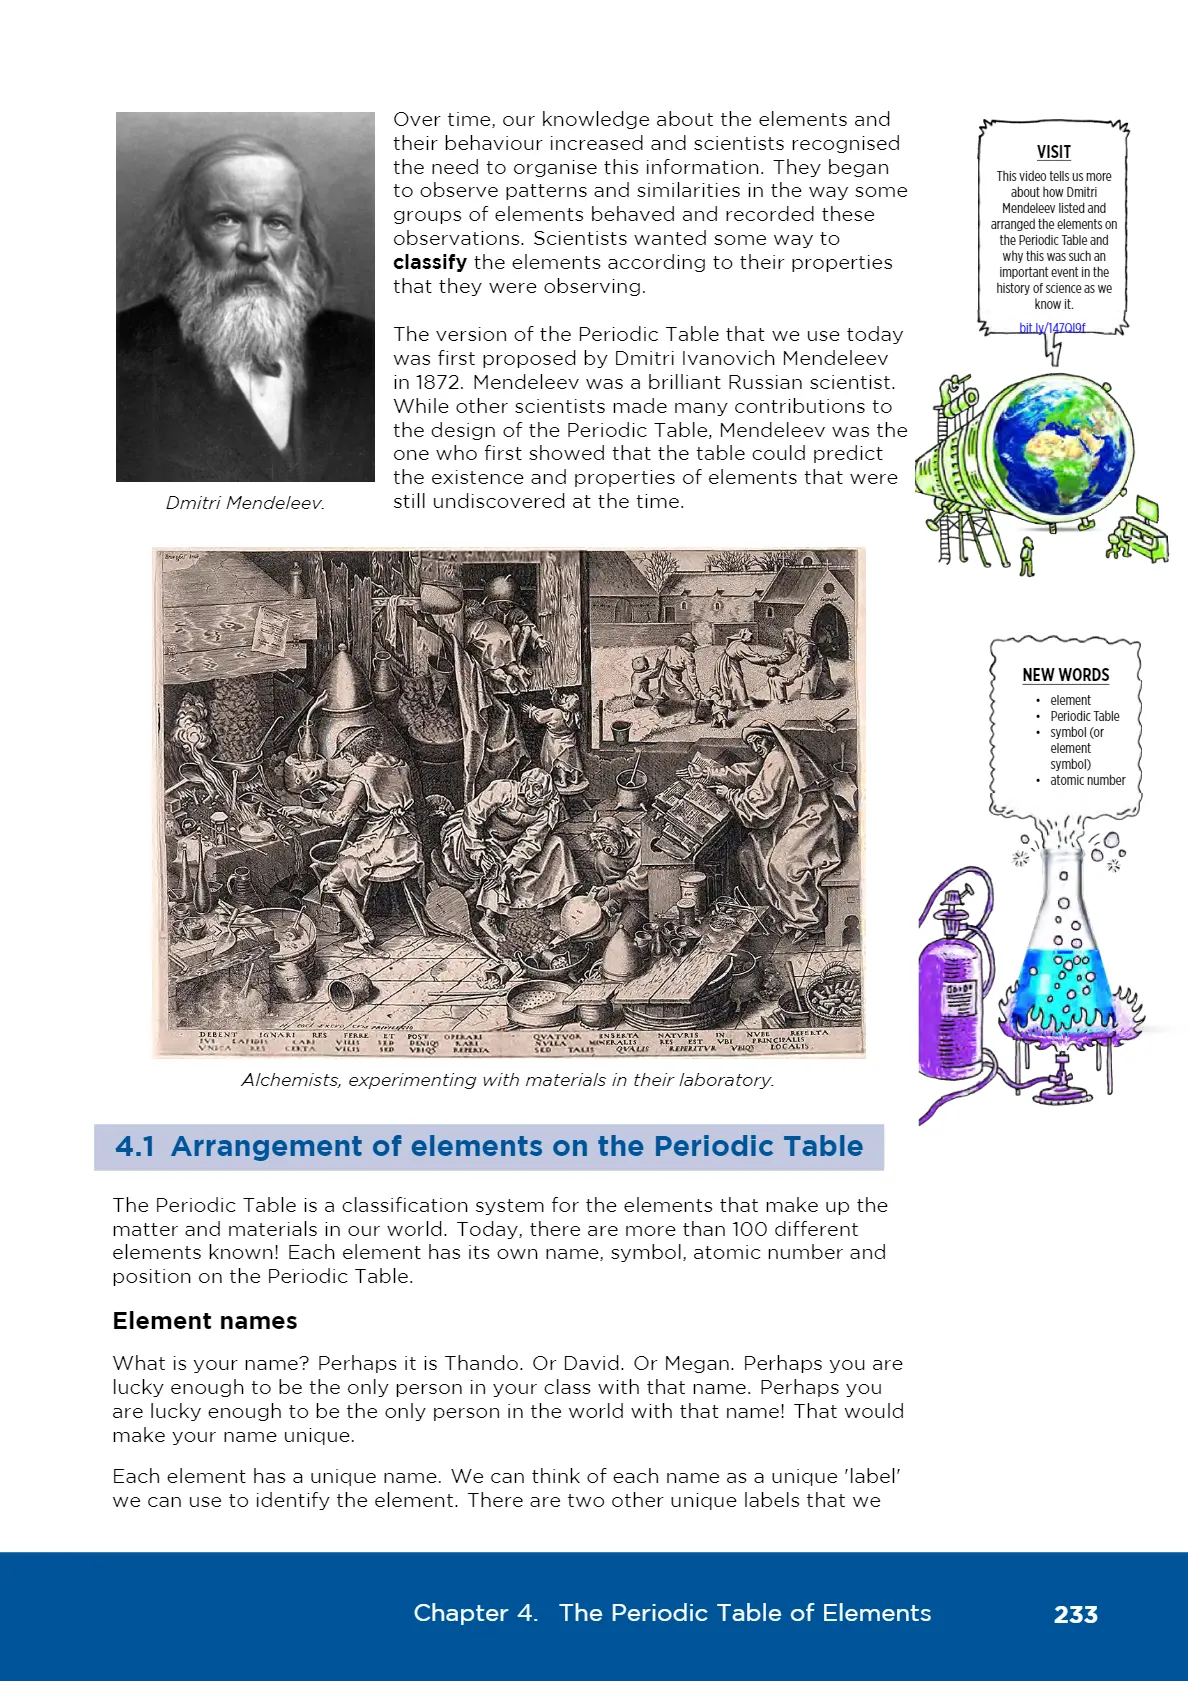 Over time, our knowledge about the elements and
their behaviour increased and scientists recognised
the need to organise this information. They began
to observe patterns and similarities in the way some
groups of elements behaved and recorded these
observations. Scientists wanted some way to
classify the elements according to their properties
that they were observing.
The version of the Periodic Table that we use today
was first proposed by Dmitri Ivanovich Mendeleev
in 1872. Mendeleev was a brilliant Russian scientist.
While other scientists made many contributions to
the design of the Periodic Table, Mendeleev was the
one who first showed that the table could predict
the existence and properties of elements that were
still undiscovered at the time.
Dmitri Mendeleev.
VISIT
This video tells us more
about how Dmitri
Mendeleev listed and
arranged the elements on
the Periodic Table and
why this was such an
important event in the
history of science as we
know it.
bit.ly/147QI9f
NEW WORDS
• element
• Periodic Table
• symbol (or
element
symbol)
• atomic number
DEBENT IGNARI RES FERRE ET POST OPERARI
IVS LAPIDIS CARI VILIS SED DENIQ3 RARI
VNICA RES CERTA VILIS SED VBIQ3 REPERTA
QVATVOR INSERTA NATVRIS IN NVBE REFERTA
NVLLA MINERALIS RES EST VBI PRINCIPALIS
SED TALIS QVALIS REPERITVR VBIQ3 LOCALIS
Alchemists, experimenting with materials in their laboratory.
4.1 Arrangement of elements on the Periodic Table
The Periodic Table is a classification system for the elements that make up the
matter and materials in our world. Today, there are more than 100 different
elements known! Each element has its own name, symbol, atomic number and
position on the Periodic Table.
Element names
What is your name? Perhaps it is Thando. Or David. Or Megan. Perhaps you are
lucky enough to be the only person in your class with that name. Perhaps you
are lucky enough to be the only person in the world with that name! That would
make your name unique.
Each element has a unique name. We can think of each name as a unique 'label'
we can use to identify the element. There are two other unique labels that we
Chapter 4. The Periodic Table of Elements
233